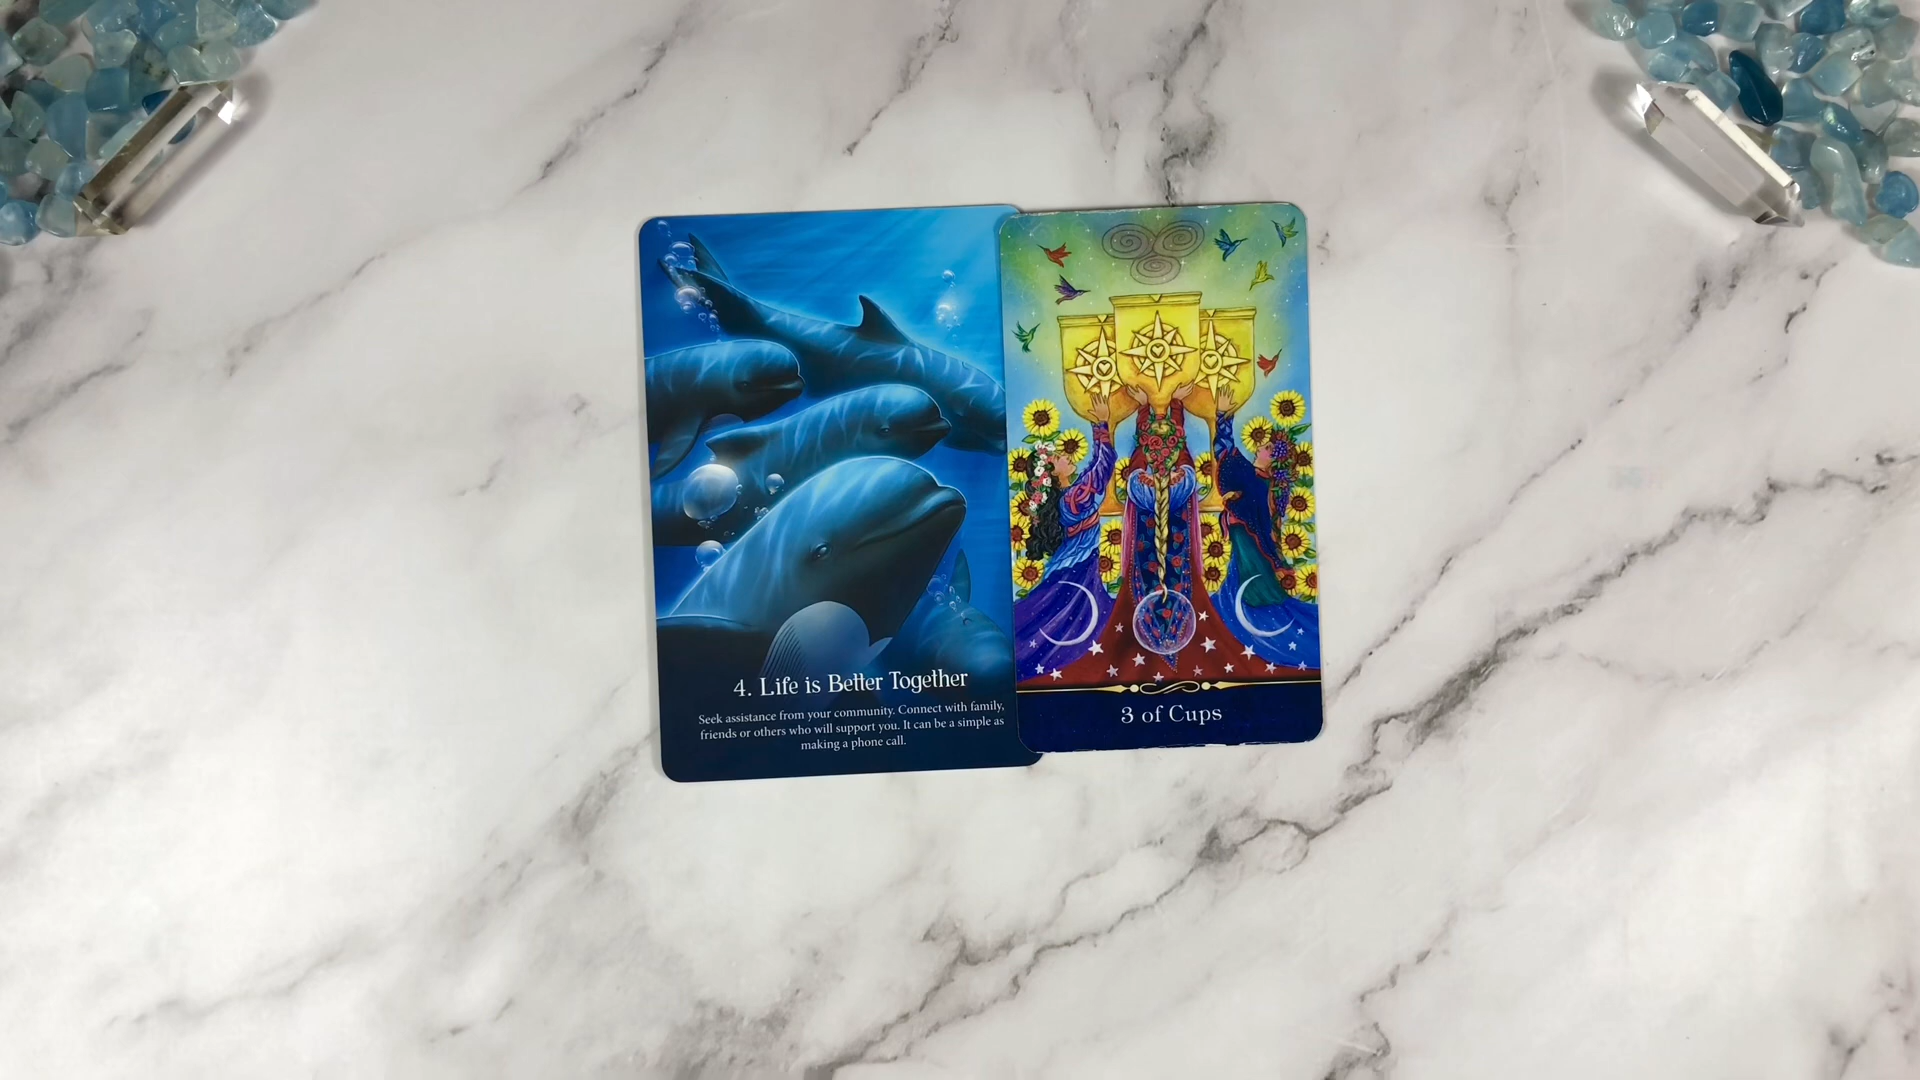 4. Life is Better Together
Seek assistance from your community. Connect with family,
friends or others who will support you. It can be a simple as
making a phone call.
3 of Cups